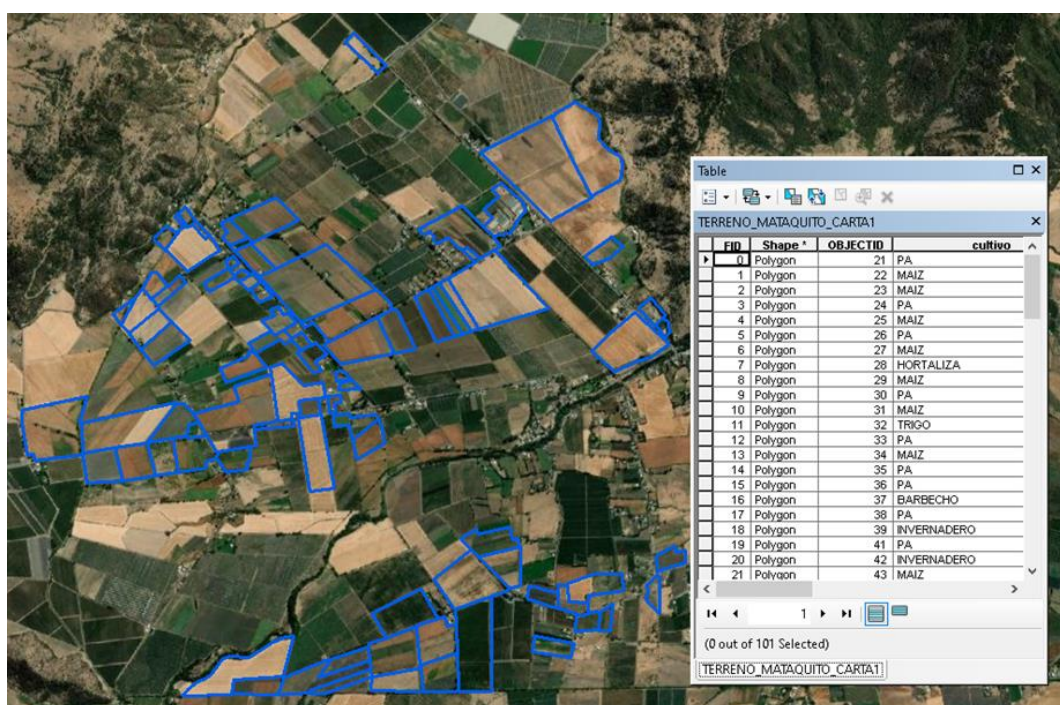 Table
TERRENO_MATAQUITO_CARTA1
FID Shape * OBJECTID cultivo
0 Polygon 21 PA
1 Polygon 22 MAIZ
2 Polygon 23 MAIZ
3 Polygon 24 PA
4 Polygon 25 MAIZ
5 Polygon 26 PA
6 Polygon 27 MAIZ
7 Polygon 28 HORTALIZA
8 Polygon 29 MAIZ
9 Polygon 30 PA
10 Polygon 31 MAIZ
11 Polygon 32 TRIGO
12 Polygon 33 PA
13 Polygon 34 MAIZ
14 Polygon 35 PA
15 Polygon 36 PA
16 Polygon 37 BARBECHO
17 Polygon 38 PA
18 Polygon 39 INVERNADERO
19 Polygon 41 PA
20 Polygon 42 INVERNADERO
21 Polygon 43 MAIZ
1
(0 out of 101 Selected)
TERRENO_MATAQUITO_CARTA1